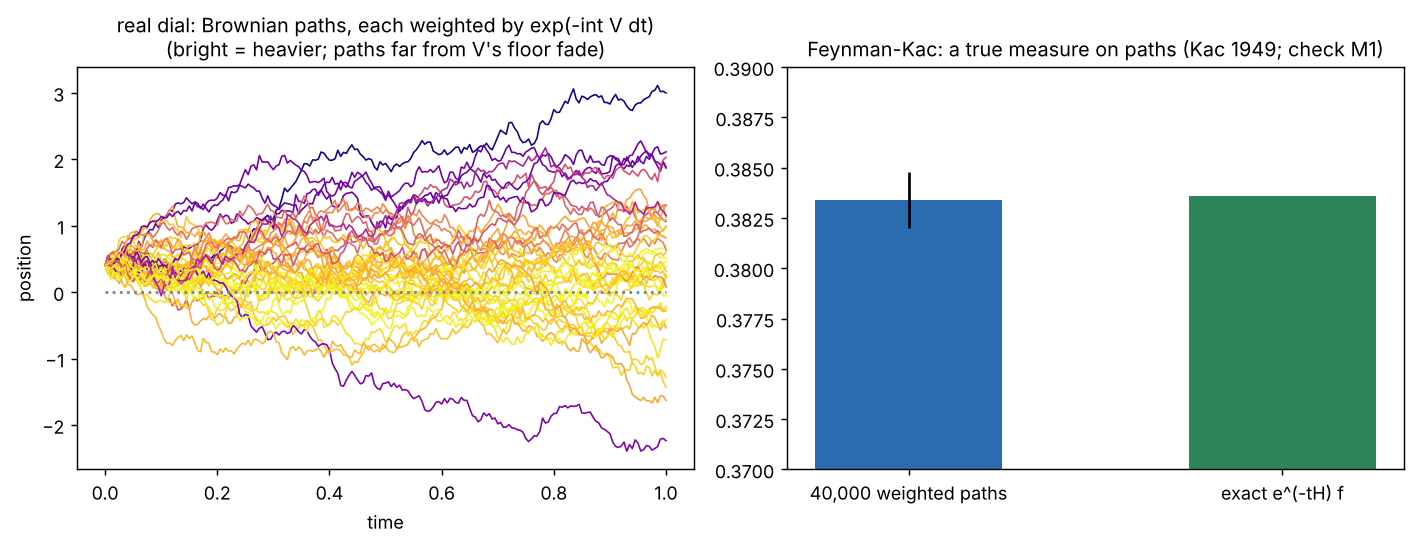 real dial: Brownian paths, each weighted by exp(-int V dt)
(bright = heavier; paths far from V's floor fade)
3
2
1
0
−1
−2
position
0.0 0.2 0.4 0.6 0.8 1.0
time
Feynman-Kac: a true measure on paths (Kac 1949; check M1)
0.3900
0.3875
0.3850
0.3825
0.3800
0.3775
0.3750
0.3725
0.3700
40,000 weighted paths exact e^(-tH) f